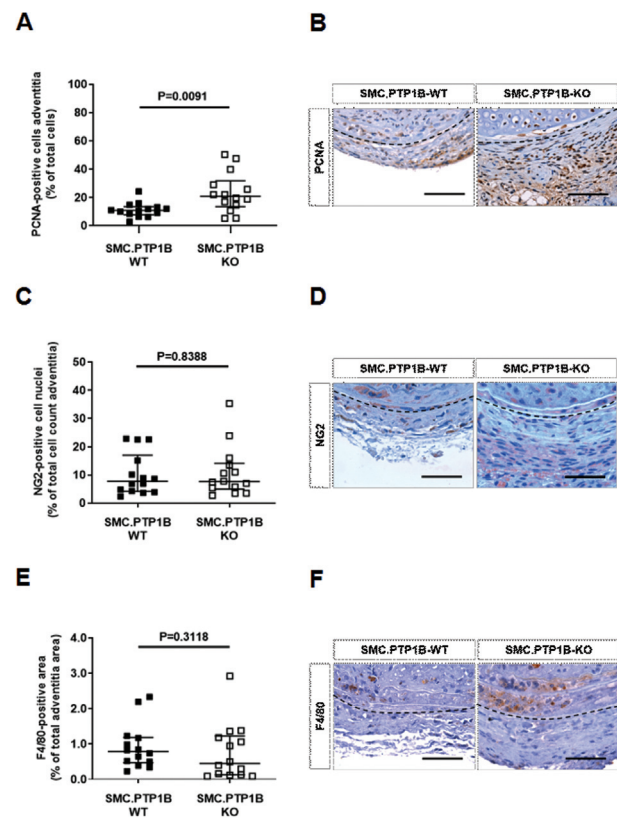 A
PCNA-positive cells adventitia
(% of total cells)
100
80
60
40
20
0
P=0.0091
SMC.PTP1B
WT
SMC.PTP1B
KO
B
SMC.PTP1B-WT
SMC.PTP1B-KO
PCNA
C
NG2-positive cell nuclei
(% of total cell count adventitia)
50
40
30
20
10
0
P=0.8388
SMC.PTP1B
WT
SMC.PTP1B
KO
D
SMC.PTP1B-WT
SMC.PTP1B-KO
NG2
E
F4/80-positive area
(% of total adventitia area)
4.0
3.0
2.0
1.0
0.0
P=0.3118
SMC.PTP1B
WT
SMC.PTP1B
KO
F
SMC.PTP1B-WT
SMC.PTP1B-KO
F4/80